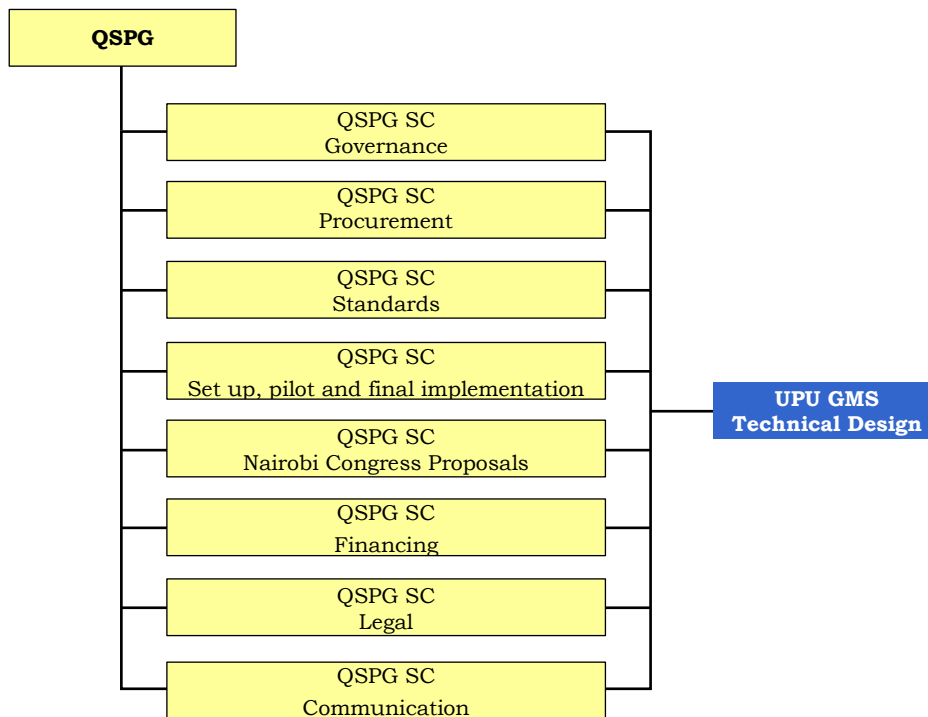 QSPG
QSPG SC
Governance
QSPG SC
Procurement
QSPG SC
Standards
QSPG SC
Set up, pilot and final implementation
QSPG SC
Nairobi Congress Proposals
QSPG SC
Financing
QSPG SC
Legal
QSPG SC
Communication
UPU GMS
Technical Design